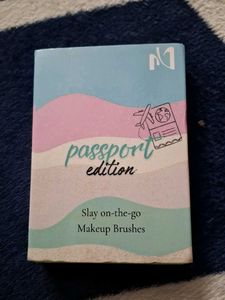 passport
edition
Slay on-the-go
Makeup Brushes